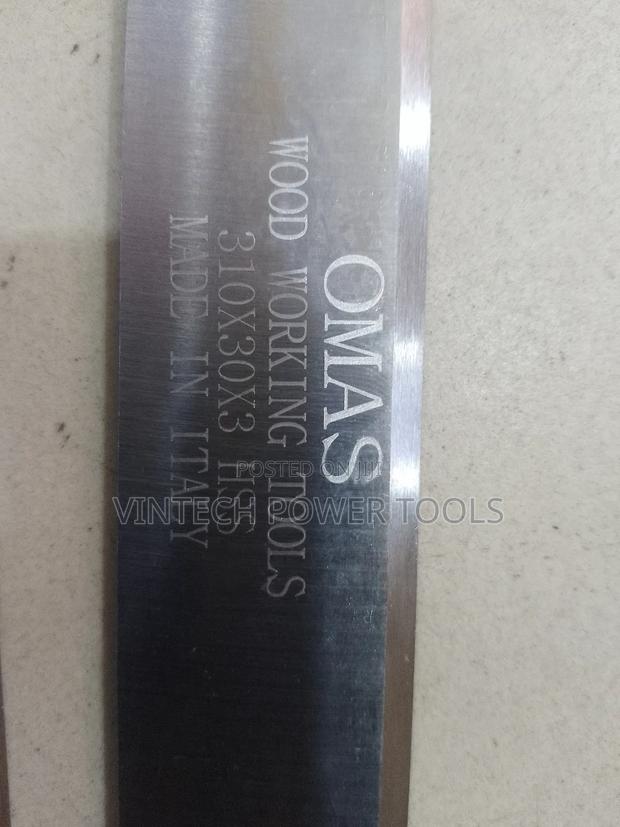 OMAS
WOOD WORKING TOOLS
310X30X3 HSS
MADE IN ITALY
POSTED ON
VINTECH POWER TOOLS